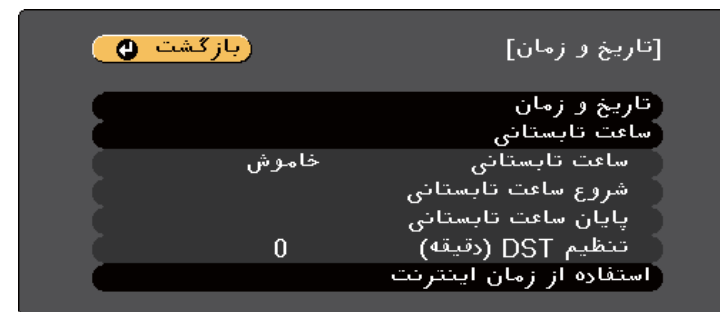 [تاریخ و زمان] بازگشت
تاریخ و زمان
ساعت تابستانی
ساعت تابستانی خاموش
شروع ساعت تابستانی
پایان ساعت تابستانی
تنظیم DST (دقیقه) 0
استفاده از زمان اینترنت